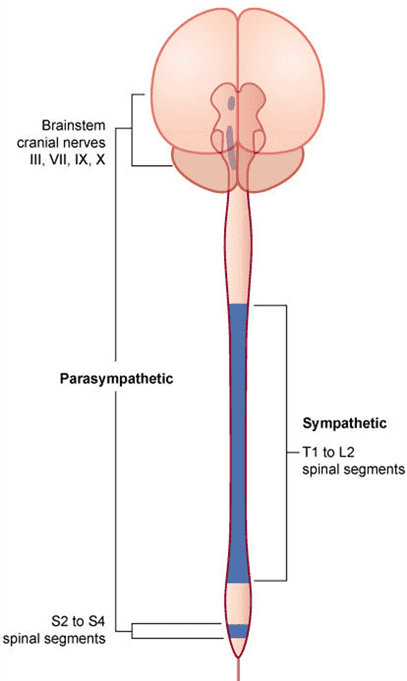 Brainstem
cranial nerves
III, VII, IX, X
Parasympathetic
Sympathetic
T1 to L2
spinal segments
S2 to S4
spinal segments